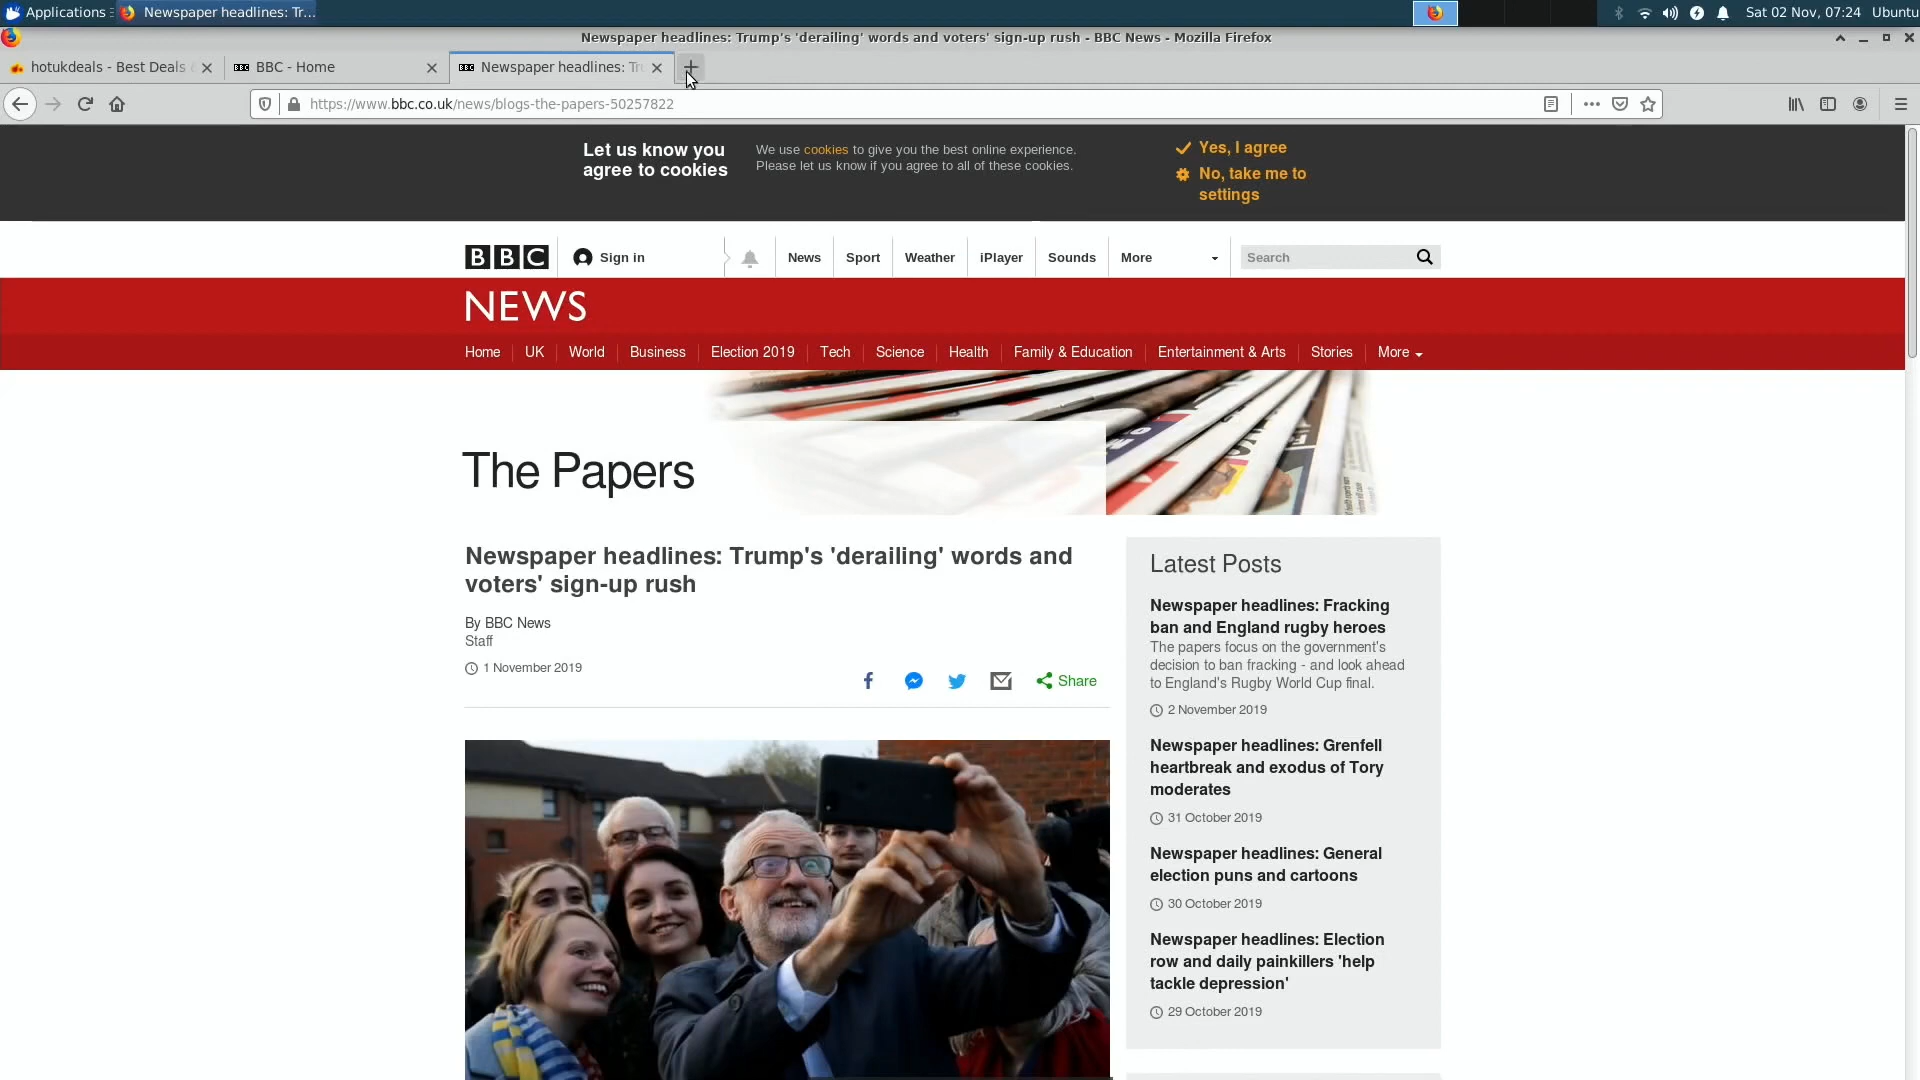 Applications
Newspaper headlines: Tr...
Sat 02 Nov, 07:24
Ubuntu
Newspaper headlines: Trump's 'derailing' words and voters' sign-up rush - BBC News - Mozilla Firefox
hotukdeals - Best Deals
BBC - Home
BBC Newspaper headlines: Tr
https://www.bbc.co.uk/news/blogs-the-papers-50257822
Let us know you
agree to cookies
We use cookies to give you the best online experience.
Please let us know if you agree to all of these cookies.
Yes, I agree
No, take me to
settings
BBC
Sign in
News
Sport
Weather
iPlayer
Sounds
More
Search
NEWS
Home
UK
World
Business
Election 2019
Tech
Science
Health
Family & Education
Entertainment & Arts
Stories
More
The Papers
Newspaper headlines: Trump's 'derailing' words and
voters' sign-up rush
By BBC News
Staff
1 November 2019
Share
Latest Posts
Newspaper headlines: Fracking
ban and England rugby heroes
The papers focus on the government's
decision to ban fracking - and look ahead
to England's Rugby World Cup final.
2 November 2019
Newspaper headlines: Grenfell
heartbreak and exodus of Tory
moderates
31 October 2019
Newspaper headlines: General
election puns and cartoons
30 October 2019
Newspaper headlines: Election
row and daily painkillers 'help
tackle depression'
29 October 2019